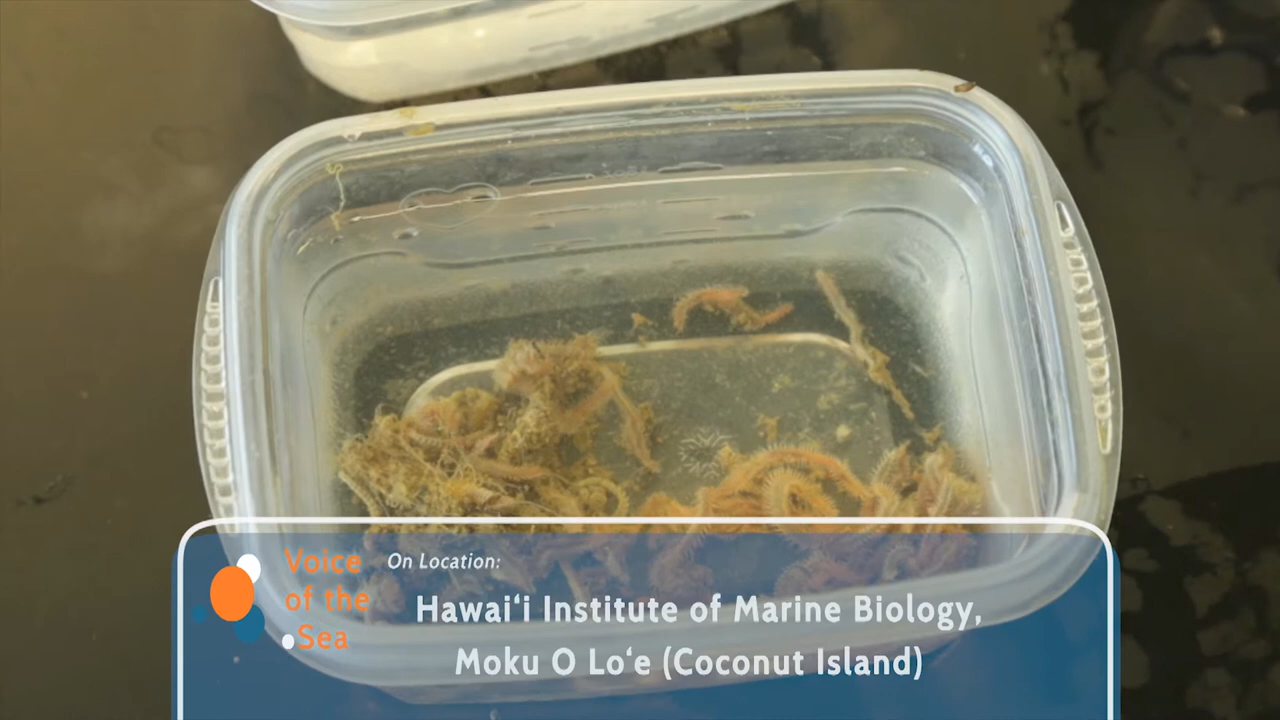 Voice
of the
Sea
On Location:
Hawaiʻi Institute of Marine Biology,
Moku O Loʻe (Coconut Island)